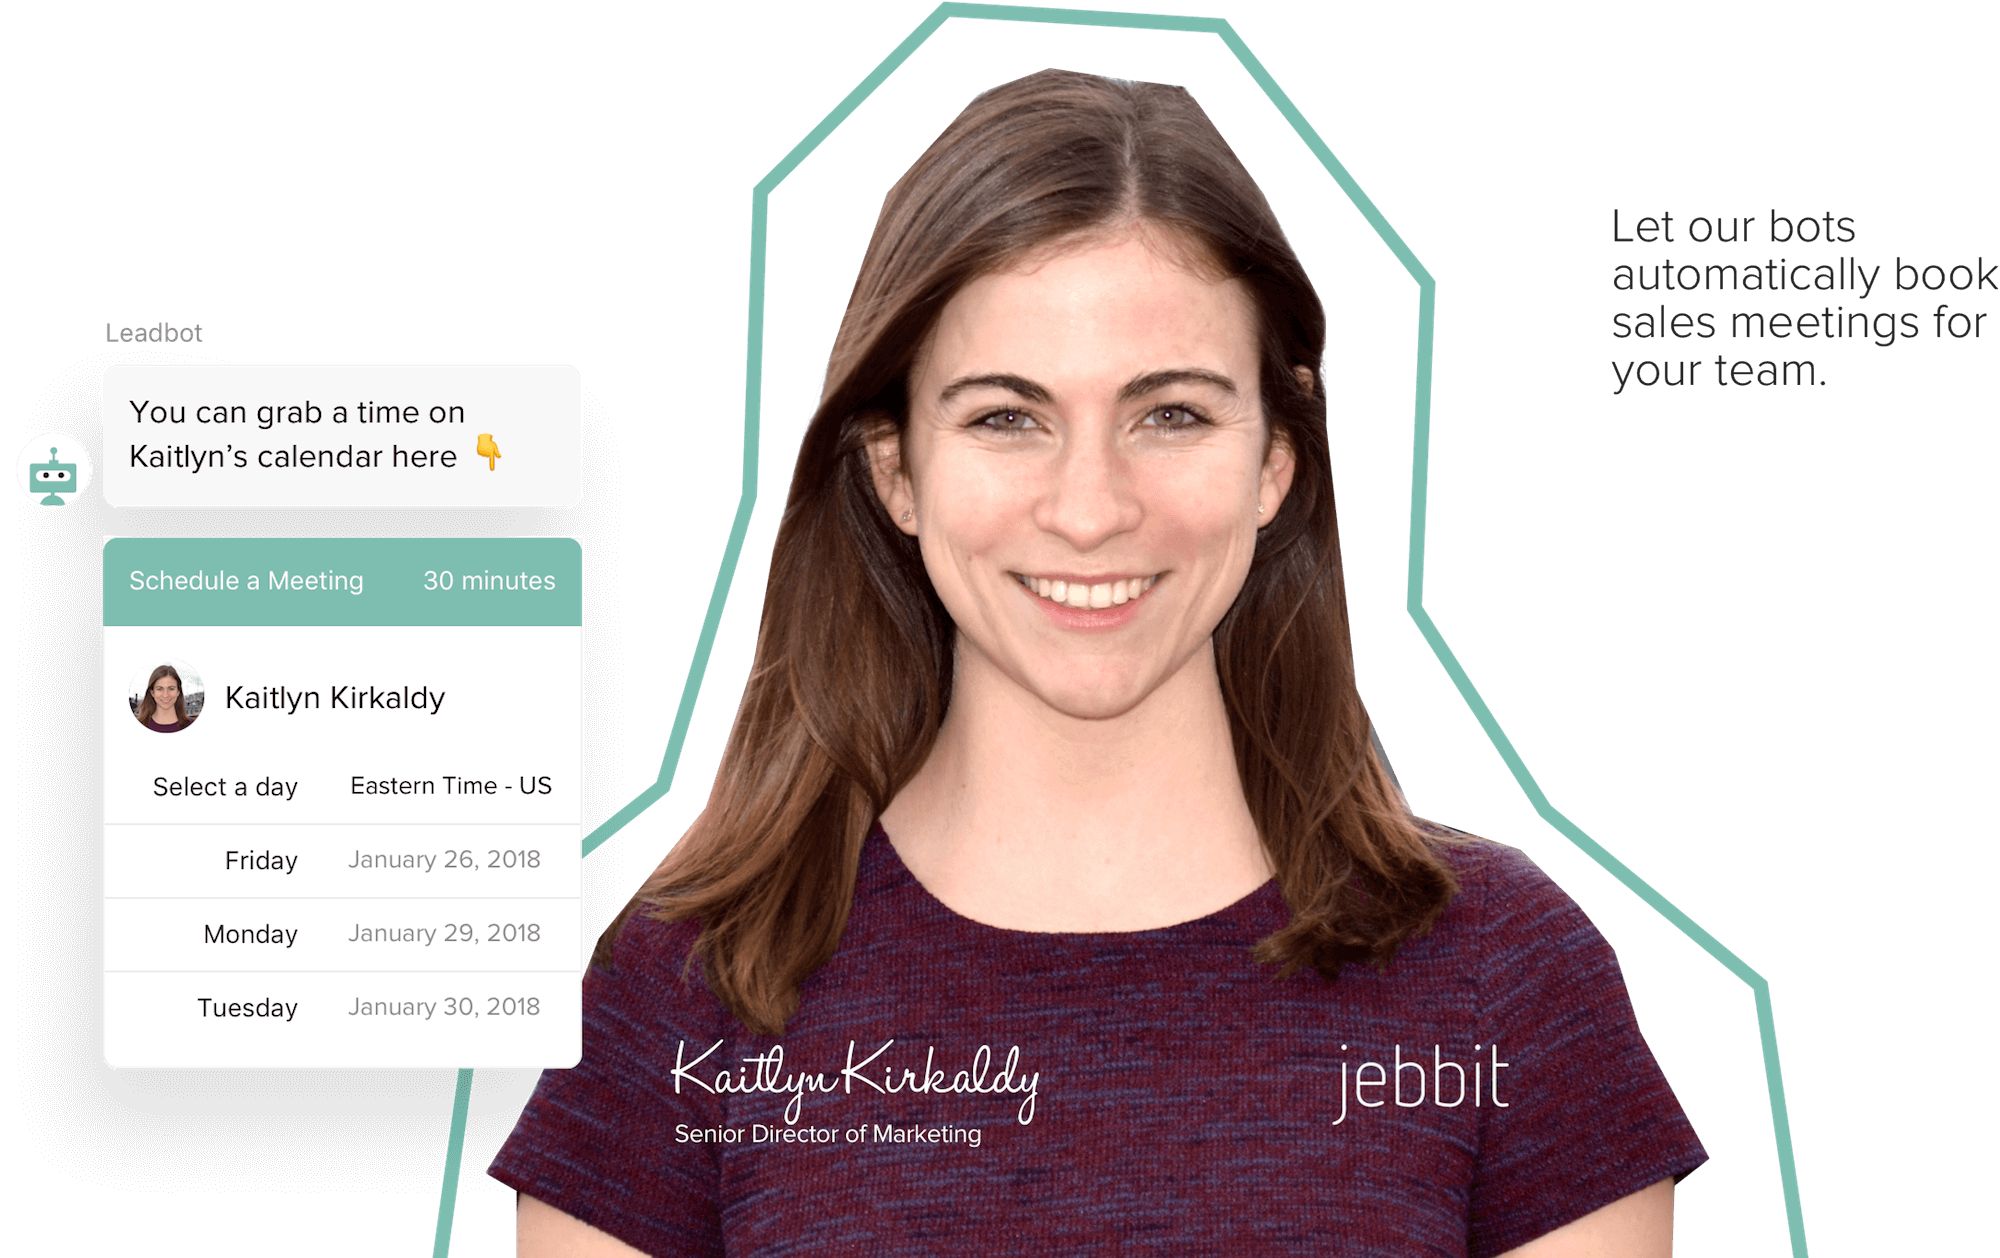 Let our bots
automatically book
sales meetings for
your team.
Leadbot
You can grab a time on
Kaitlyn’s calendar here 👇
Schedule a Meeting 30 minutes
Kaitlyn Kirkaldy
Select a day Eastern Time - US
Friday January 26, 2018
Monday January 29, 2018
Tuesday January 30, 2018
Kaitlyn Kirkaldy
Senior Director of Marketing
jebbit